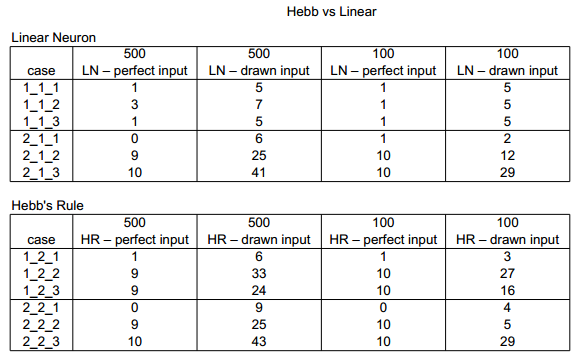 Hebb vs Linear
Linear Neuron
500 500 100 100
case LN – perfect input LN – drawn input LN – perfect input LN – drawn input
1_1_1 1 5 1 5
1_1_2 3 7 1 5
1_1_3 1 5 1 5
2_1_1 0 6 1 2
2_1_2 9 25 10 12
2_1_3 10 41 10 29
Hebb's Rule
500 500 100 100
case HR – perfect input HR – drawn input HR – perfect input HR – drawn input
1_2_1 1 6 1 3
1_2_2 9 33 10 27
1_2_3 9 24 10 16
2_2_1 0 9 0 4
2_2_2 9 25 10 5
2_2_3 10 43 10 29